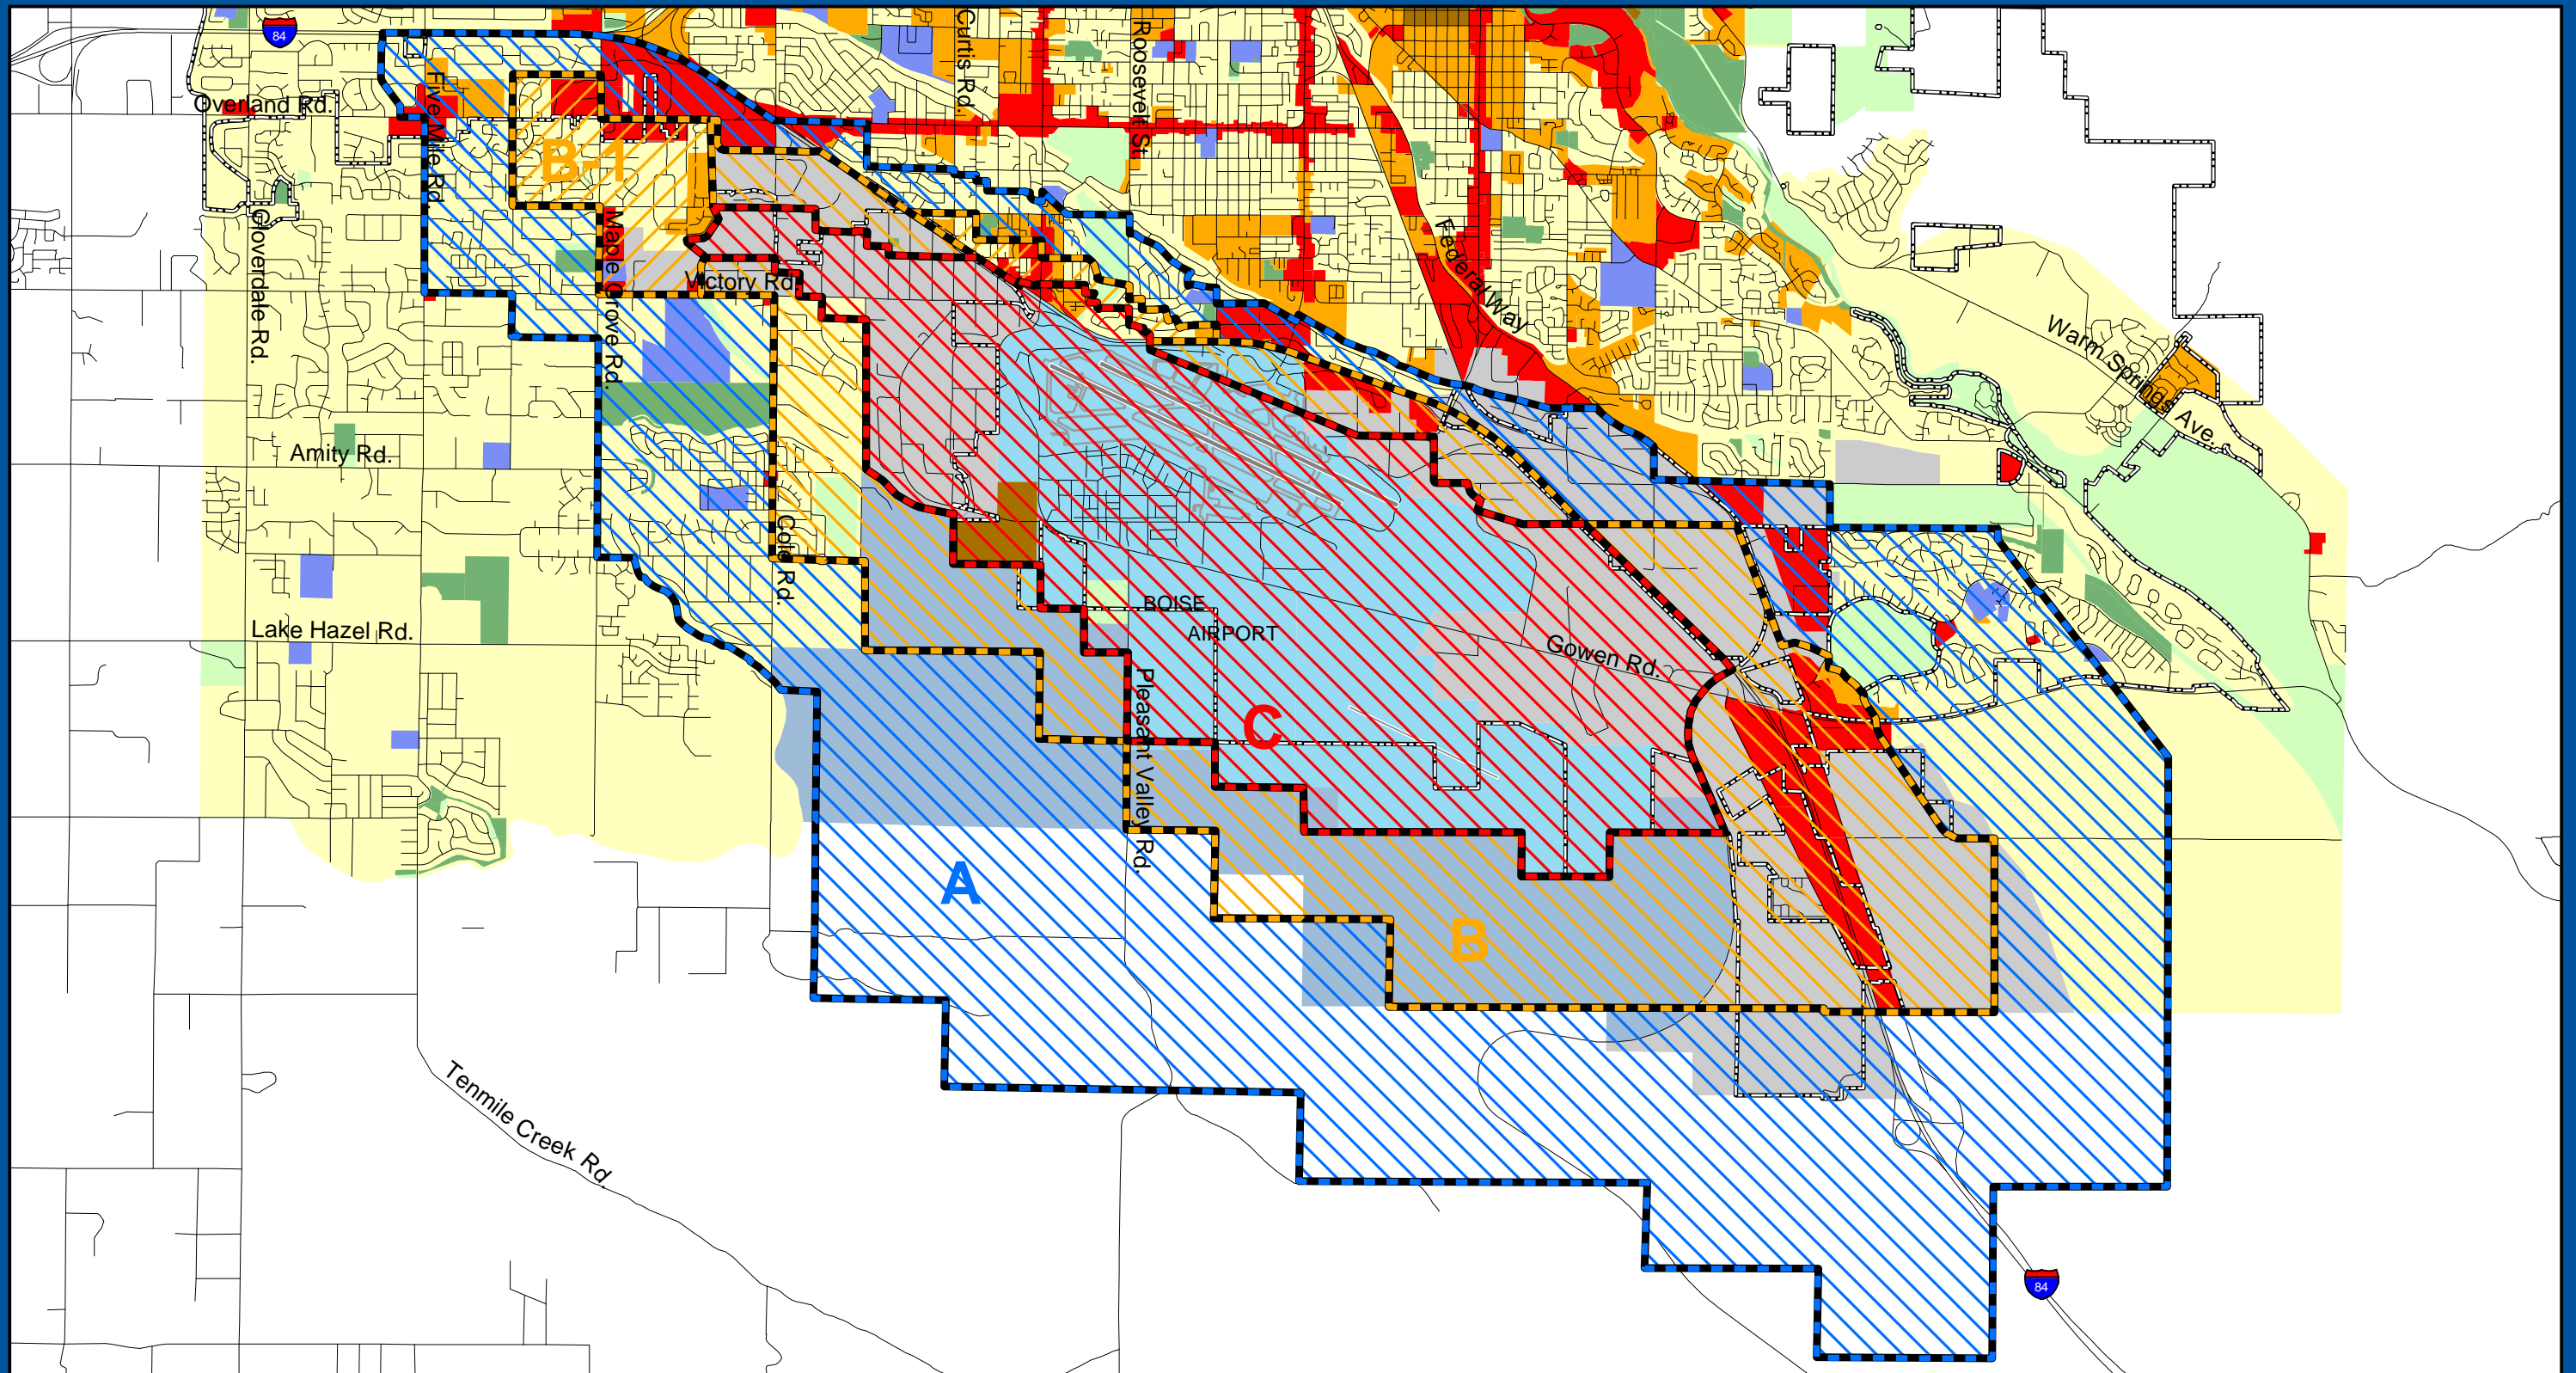 84
Overland Rd.
Five Mile Rd.
Curtis Rd.
Roosevelt St.
B-1
Cloverdale Rd.
Maple Grove Rd.
Victory Rd.
Federal Way
Warm Springs Ave.
Amity Rd.
Cole Rd.
Lake Hazel Rd.
BOISE
AIRPORT
Gowen Rd.
Pleasant Valley Rd.
C
A
B
Tenmile Creek Rd.
84